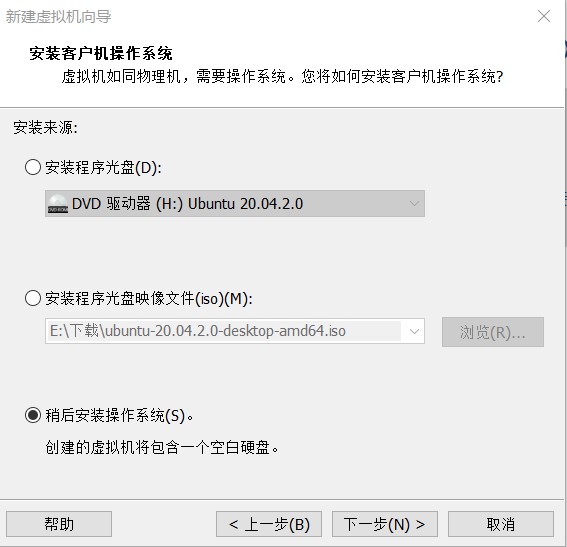 新建虚拟机向导
安装客户机操作系统
虚拟机如同物理机，需要操作系统。您将如何安装客户机操作系统?
安装来源:
安装程序光盘(D):
DVD 驱动器 (H:) Ubuntu 20.04.2.0
安装程序光盘映像文件(iso)(M):
E:\下载\ubuntu-20.04.2.0-desktop-amd64.iso
浏览(R)...
稍后安装操作系统(S)。
创建的虚拟机将包含一个空白硬盘。
帮助
< 上一步(B)
下一步(N) >
取消